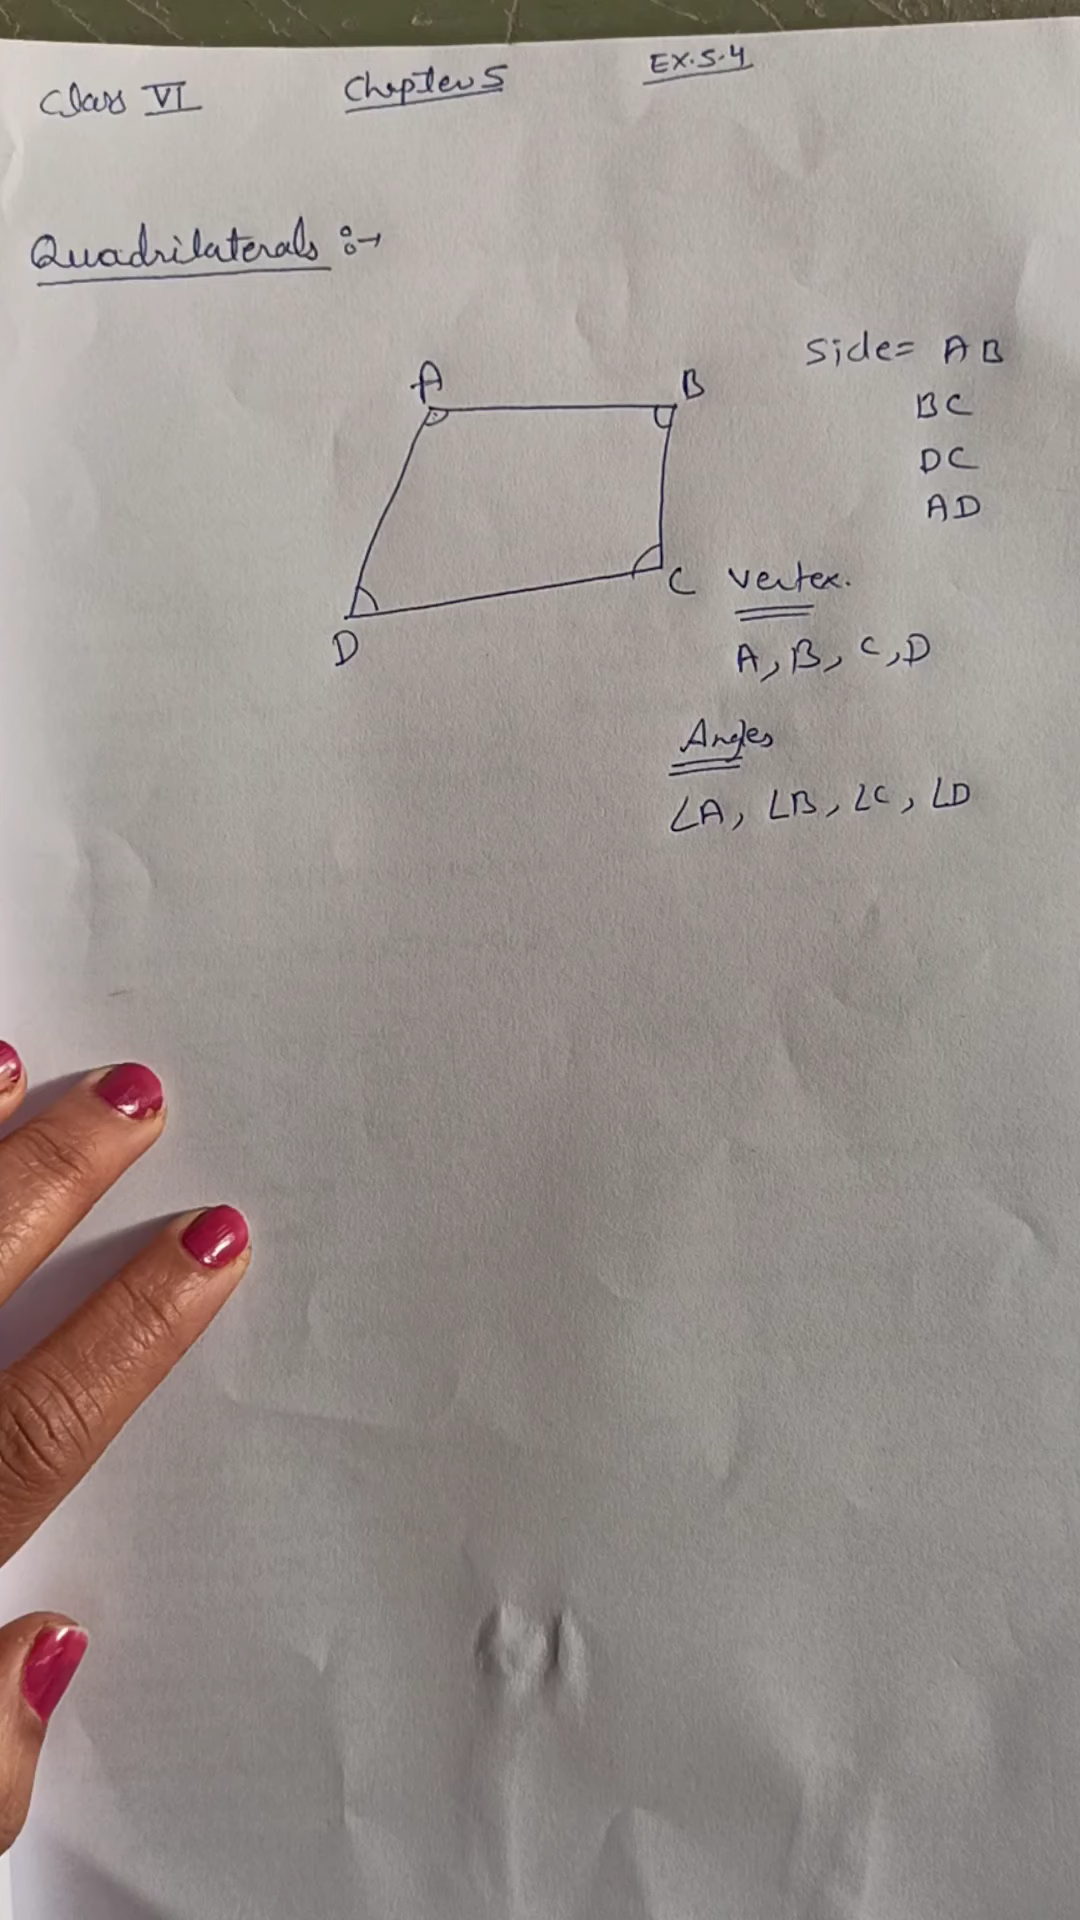 Class VI Chapter 5 EX.5.4
Quadrilaterals :→
A B
D C
Side= AB
BC
DC
AD
Vertex.
A, B, C, D
Angles
∠A, ∠B, ∠C, ∠D